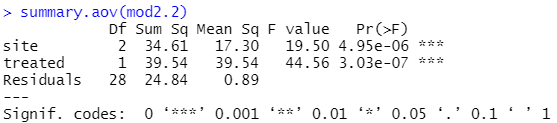 > summary.aov(mod2.2)
            Df Sum Sq Mean Sq F value   Pr(>F)
site         2  34.61   17.30   19.50 4.95e-06 ***
treated      1  39.54   39.54   44.56 3.03e-07 ***
Residuals   28  24.84    0.89
---
Signif. codes:  0 ‘***’ 0.001 ‘**’ 0.01 ‘*’ 0.05 ‘.’ 0.1 ‘ ’ 1